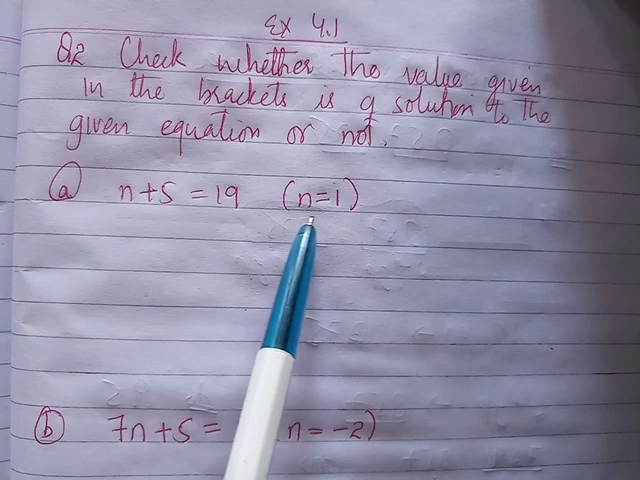 Ex 4.1
Q2 Check whether the value given
in the brackets is a solution to the
given equation or not.
(a) n+5 = 19 (n=1)
(b) 7n+5 = n = -2)